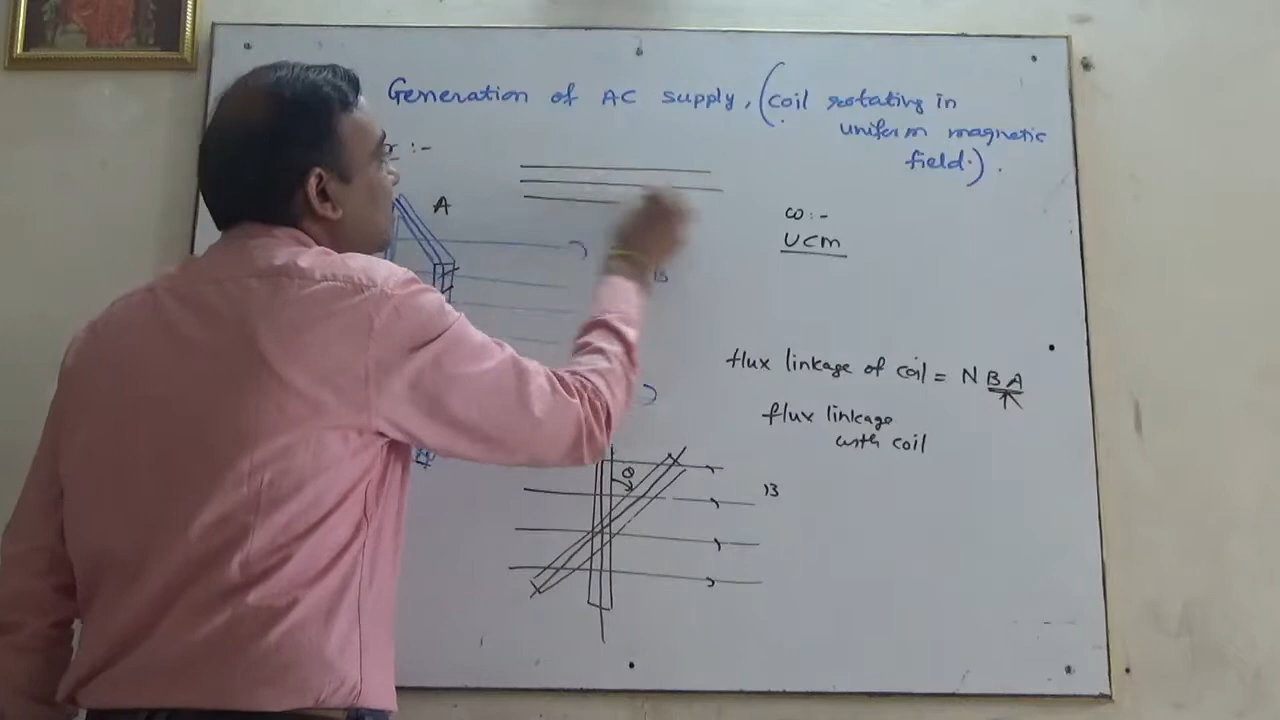 Generation of AC supply, (coil rotating in
uniform magnetic
field.).
:-
A
ω :-
UCM
B
flux linkage of coil = N B A
flux linkage
with coil
θ
B